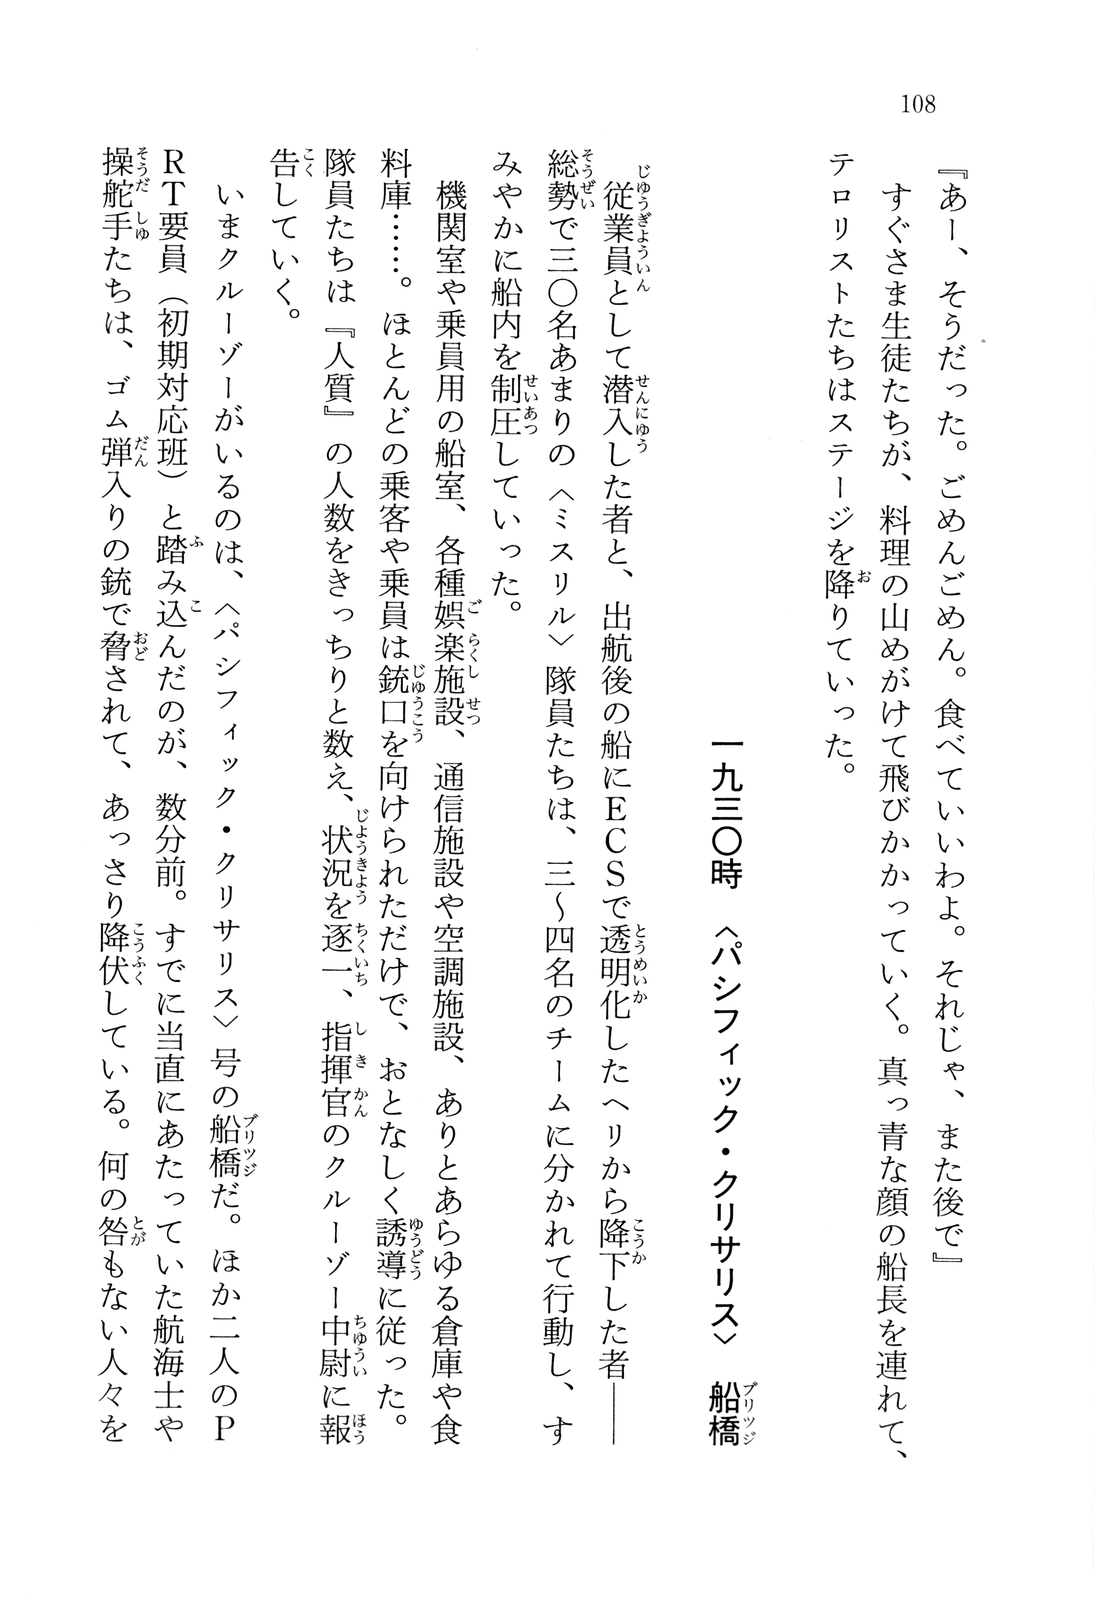 108
『あー、そうだった。ごめんごめん。食べていいわよ。それじゃ、また後で』
すぐさま生徒たちが、料理の山めがけて飛びかかっていく。真っ青な顔の船長を連れて、
テロリストたちはステージを降りていった。
一九三〇時　〈パシフィック・クリサリス〉　船橋
従業員として潜入した者と、出航後の船にECSで透明化したヘリから降下した者――
総勢で三〇名あまりの〈ミスリル〉隊員たちは、三～四名のチームに分かれて行動し、す
みやかに船内を制圧していった。
機関室や乗員用の船室、各種娯楽施設、通信施設や空調施設、ありとあらゆる倉庫や食
料庫……。ほとんどの乗客や乗員は銃口を向けられただけで、おとなしく誘導に従った。
隊員たちは『人質』の人数をきっちりと数え、状況を逐一、指揮官のクルーゾー中尉に報
告していく。
いまクルーゾーがいるのは、〈パシフィック・クリサリス〉号の船橋だ。ほか二人のP
RT要員（初期対応班）と踏み込んだのが、数分前。すでに当直にあたっていた航海士や
操舵手たちは、ゴム弾入りの銃で脅されて、あっさり降伏している。何の咎もない人々を